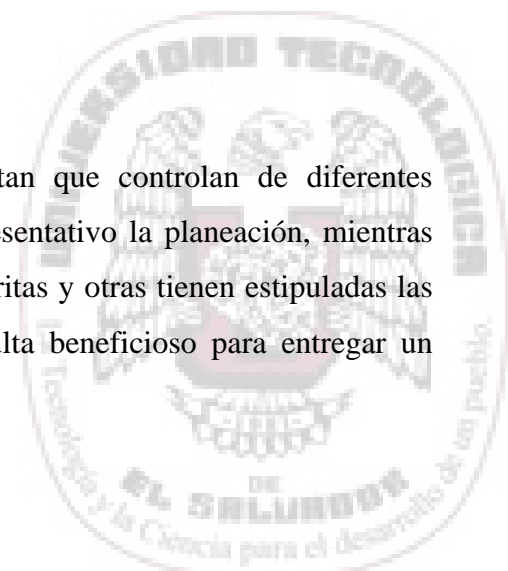 UNIVERSIDAD TECNOLOGICA
tan que controlan de diferentes
esentativo la planeación, mientras
ritas y otras tienen estipuladas las
lta beneficioso para entregar un
DE
EL SALVADOR
Tecnología y la Ciencia para el desarrollo de un pueblo.